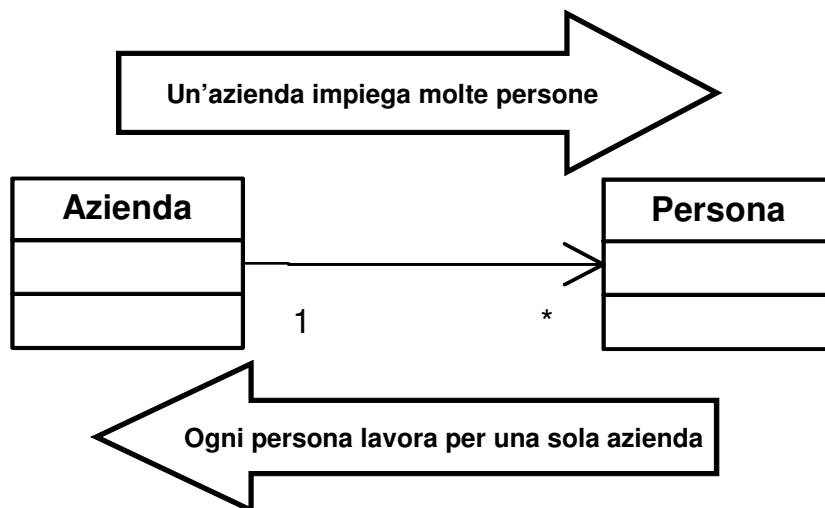 Un’azienda impiega molte persone
Azienda
Persona
1
*
Ogni persona lavora per una sola azienda